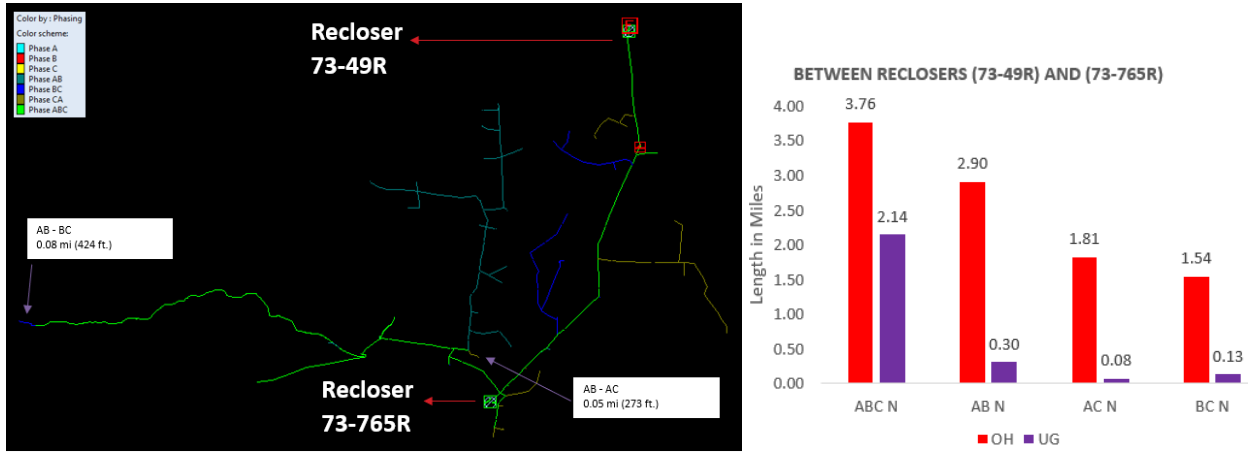 Color by : Phasing
Color scheme:
Phase A
Phase B
Phase C
Phase AB
Phase BC
Phase CA
Phase ABC
Recloser
73-49R
AB - BC
0.08 mi (424 ft.)
AB - AC
0.05 mi (273 ft.)
Recloser
73-765R
BETWEEN RECLOSERS (73-49R) AND (73-765R)
Length in Miles
4.00
3.50
3.00
2.50
2.00
1.50
1.00
0.50
0.00
3.76
2.14
2.90
0.30
1.81
0.08
1.54
0.13
ABC N
AB N
AC N
BC N
OH
UG